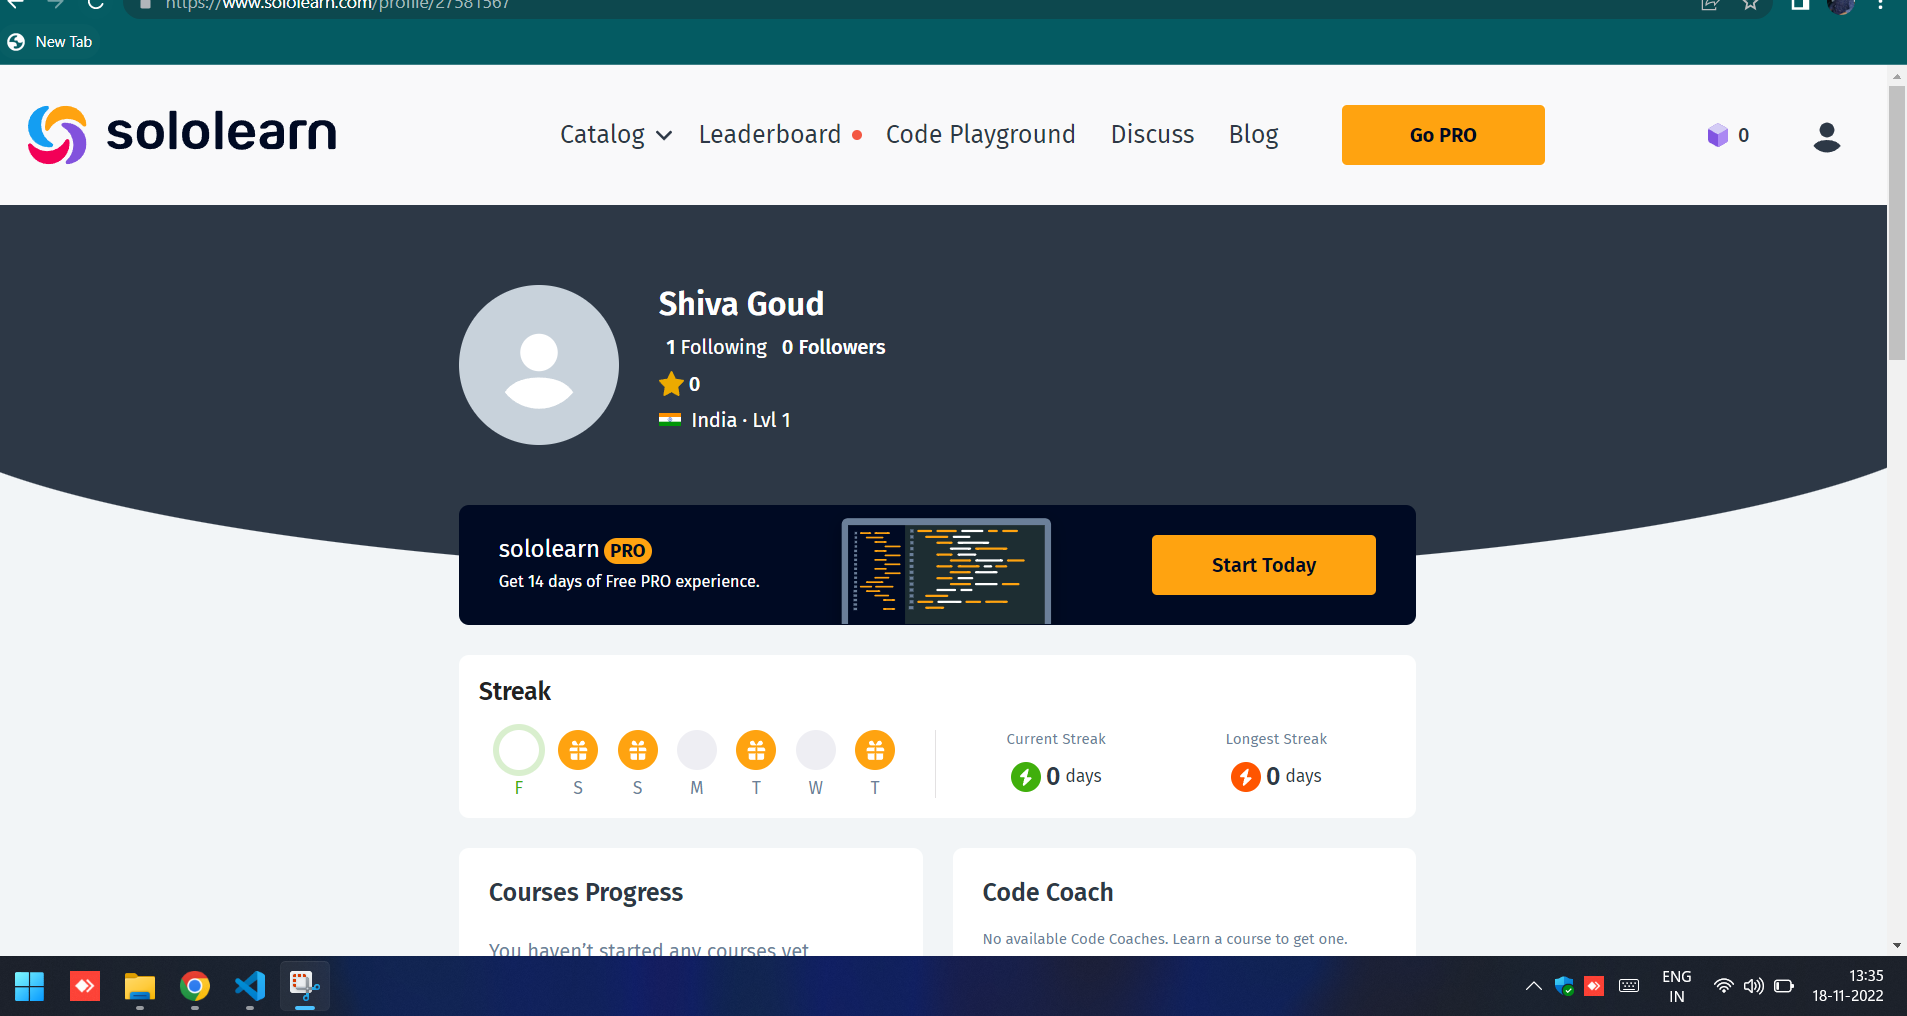 https://www.sololearn.com/profile/27581567
New Tab
sololearn
Catalog Leaderboard Code Playground Discuss Blog Go PRO 0
Shiva Goud
1 Following 0 Followers
0
India · Lvl 1
sololearn PRO
Get 14 days of Free PRO experience.
Start Today
Streak
F S S M T W T
Current Streak
0 days
Longest Streak
0 days
Courses Progress
You haven’t started any courses yet
Code Coach
No available Code Coaches. Learn a course to get one.
ENG
IN
13:35
18-11-2022